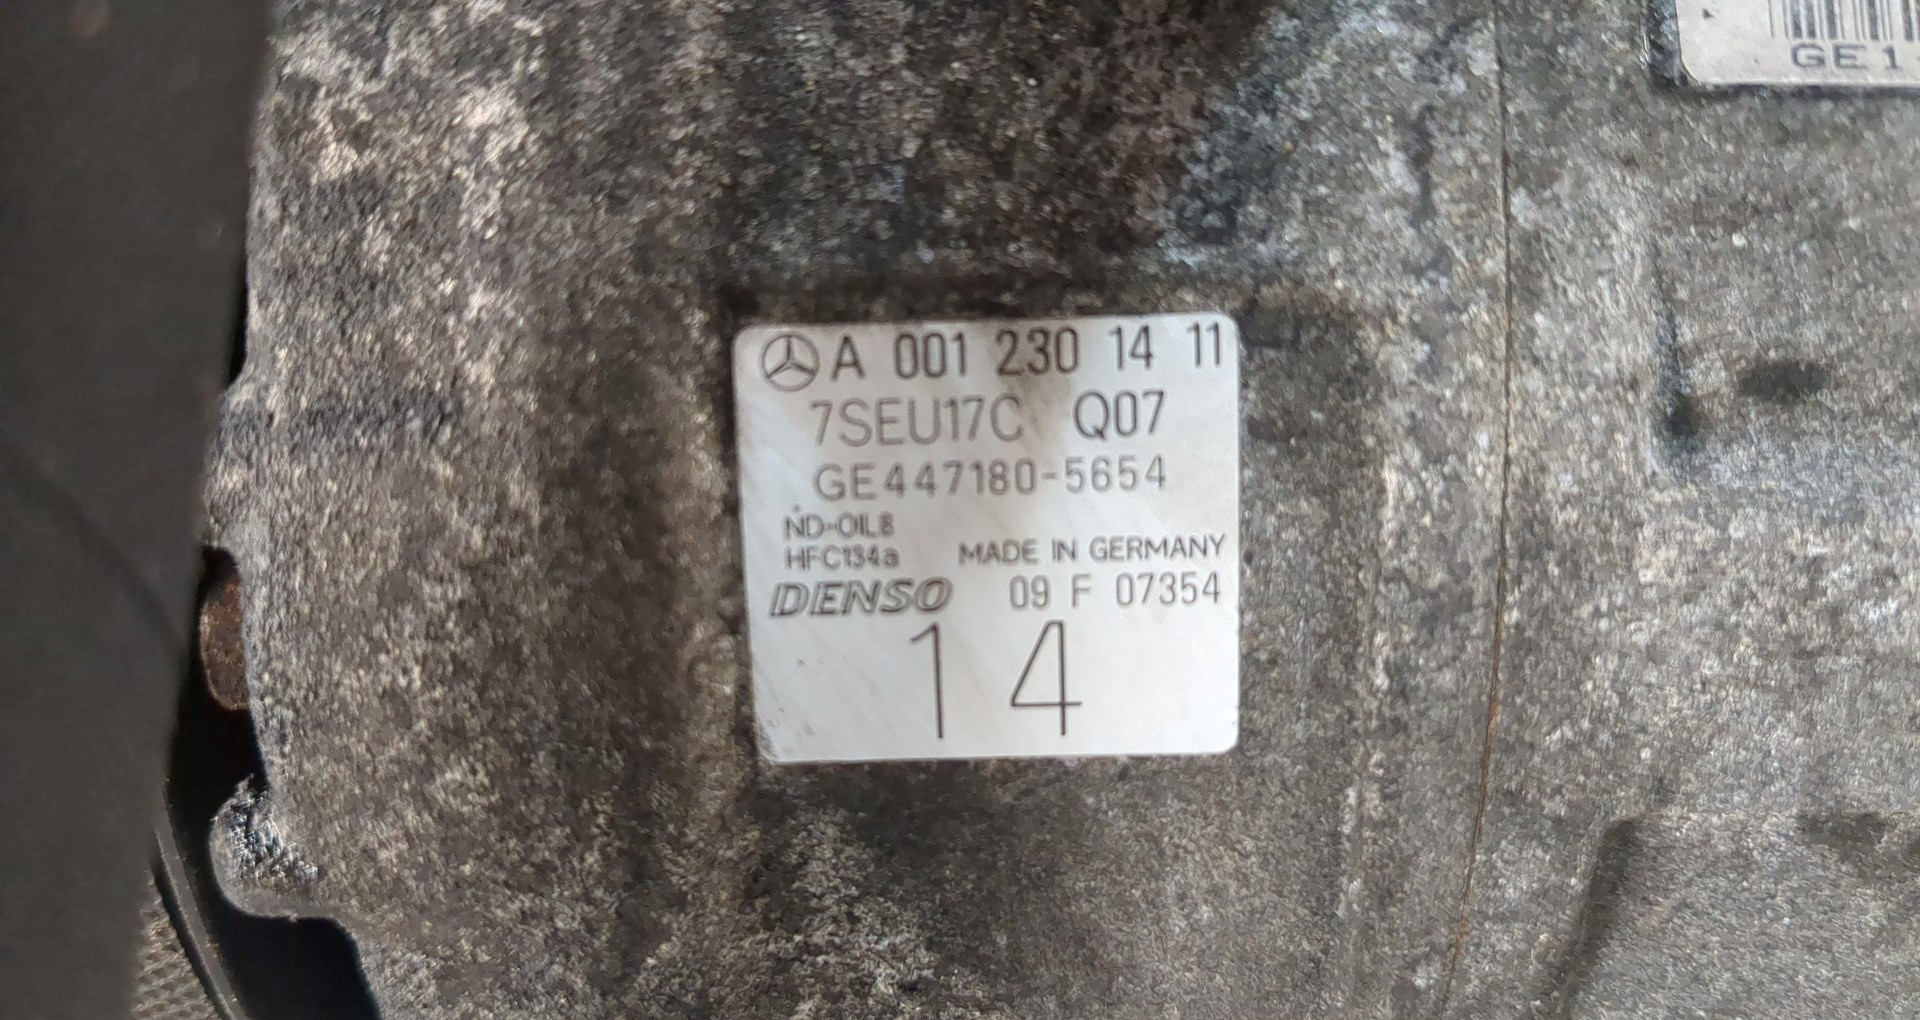 GE1
A 001 230 14 11
7SEU17C Q07
GE447180-5654
ND-OIL8
HFC134a MADE IN GERMANY
DENSO 09 F 07354
14